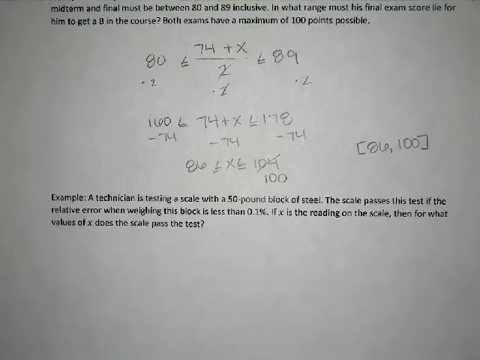 midterm and final must be between 80 and 89 inclusive. In what range must his final exam score lie for
him to get a B in the course? Both exams have a maximum of 100 points possible.
80 ≤ (74 + x)/2 ≤ 89
·2 ·2 ·2
160 ≤ 74+x ≤ 178
-74 -74 -74
86 ≤ x ≤ 104
100
[86, 100]
Example: A technician is testing a scale with a 50-pound block of steel. The scale passes this test if the
relative error when weighing this block is less than 0.1%. If x is the reading on the scale, then for what
values of x does the scale pass the test?